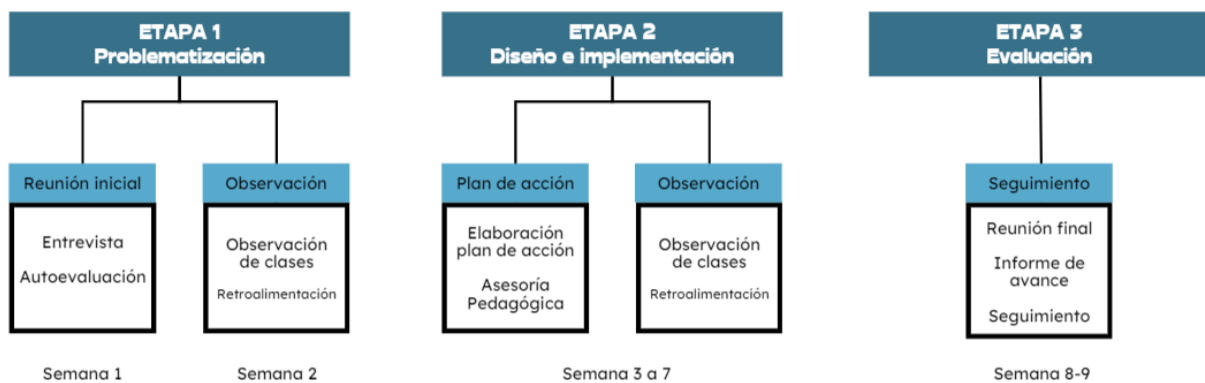 ETAPA 1
Problematización
ETAPA 2
Diseño e implementación
ETAPA 3
Evaluación
Reunión inicial
Entrevista
Autoevaluación
Observación
Observación
de clases
Retroalimentación
Plan de acción
Elaboración
plan de acción
Asesoría
Pedagógica
Observación
Observación
de clases
Retroalimentación
Seguimiento
Reunión final
Informe de
avance
Seguimiento
Semana 1
Semana 2
Semana 3 a 7
Semana 8-9